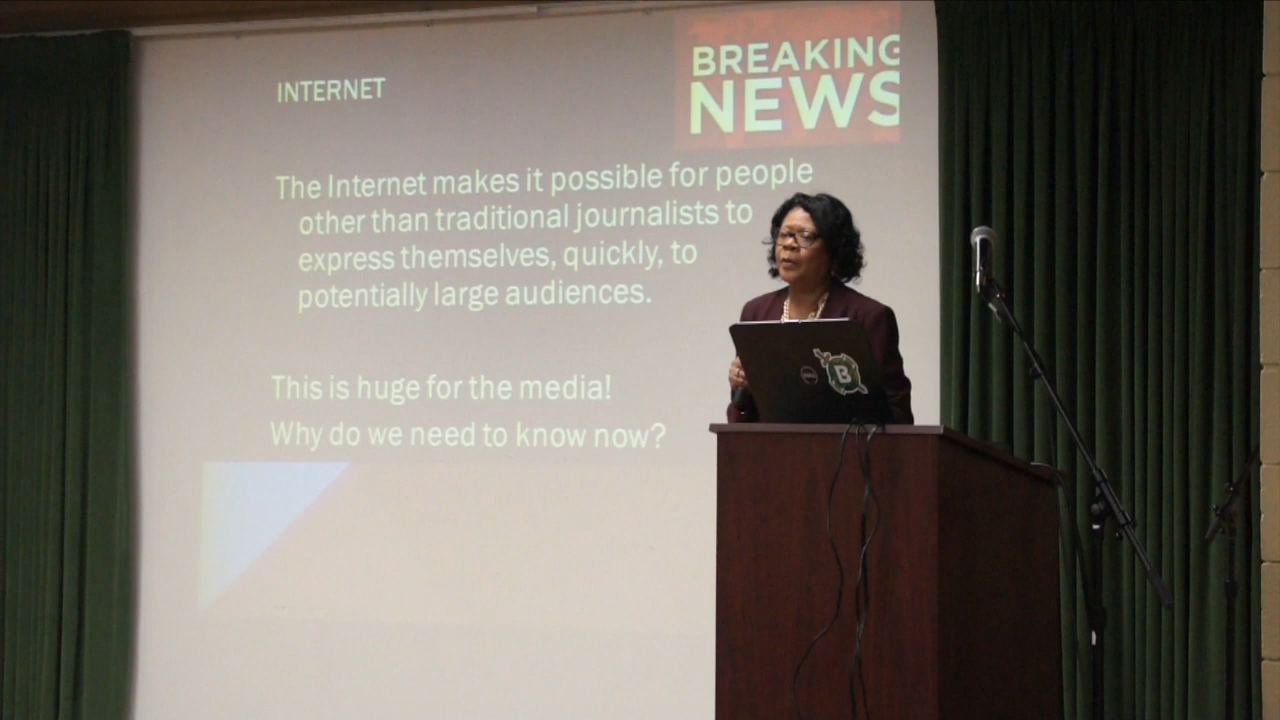 BREAKING
NEWS
INTERNET
The Internet makes it possible for people
other than traditional journalists to
express themselves, quickly, to
potentially large audiences.
This is huge for the media!
Why do we need to know now?
B